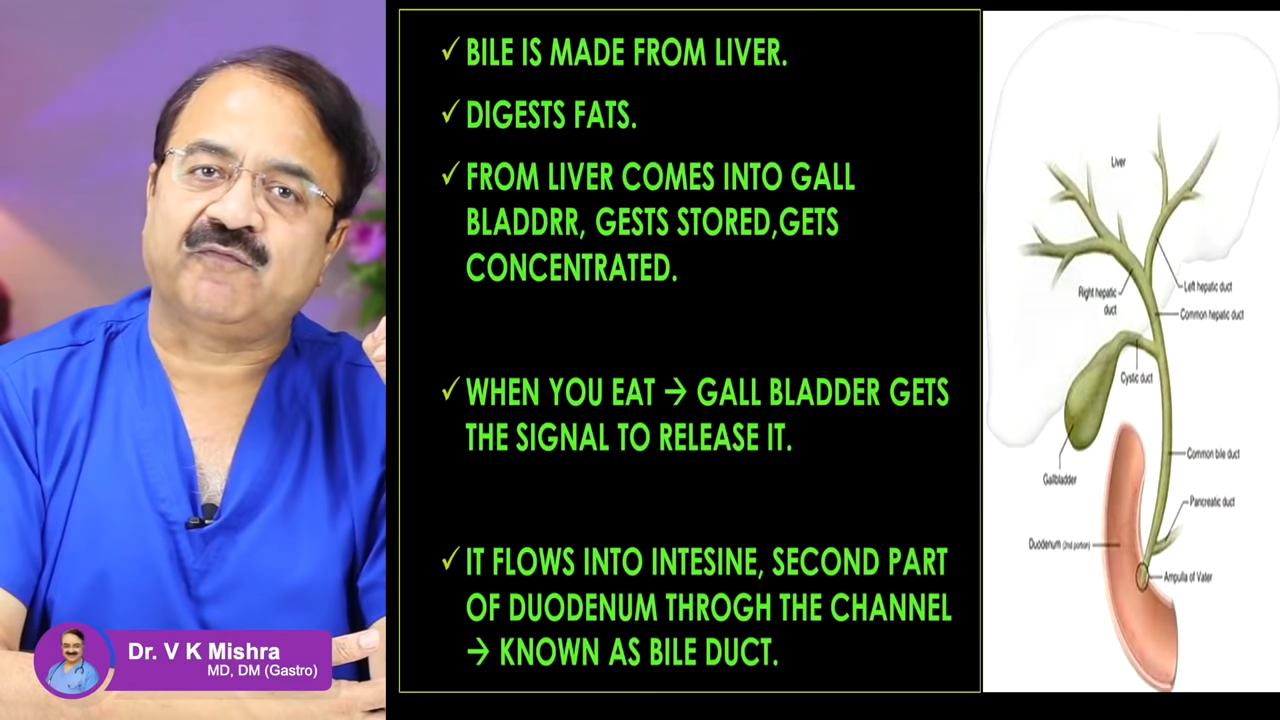 ✓ BILE IS MADE FROM LIVER.
✓ DIGESTS FATS.
✓ FROM LIVER COMES INTO GALL
BLADDRR, GESTS STORED,GETS
CONCENTRATED.
✓ WHEN YOU EAT → GALL BLADDER GETS
THE SIGNAL TO RELEASE IT.
✓ IT FLOWS INTO INTESINE, SECOND PART
OF DUODENUM THROGH THE CHANNEL
→ KNOWN AS BILE DUCT.
Liver
Left hepatic duct
Right hepatic
duct
Common hepatic duct
Cystic duct
Common bile duct
Gallbladder
Pancreatic duct
Duodenum (2nd portion)
Ampulla of Vater
Dr. V K Mishra
MD, DM (Gastro)